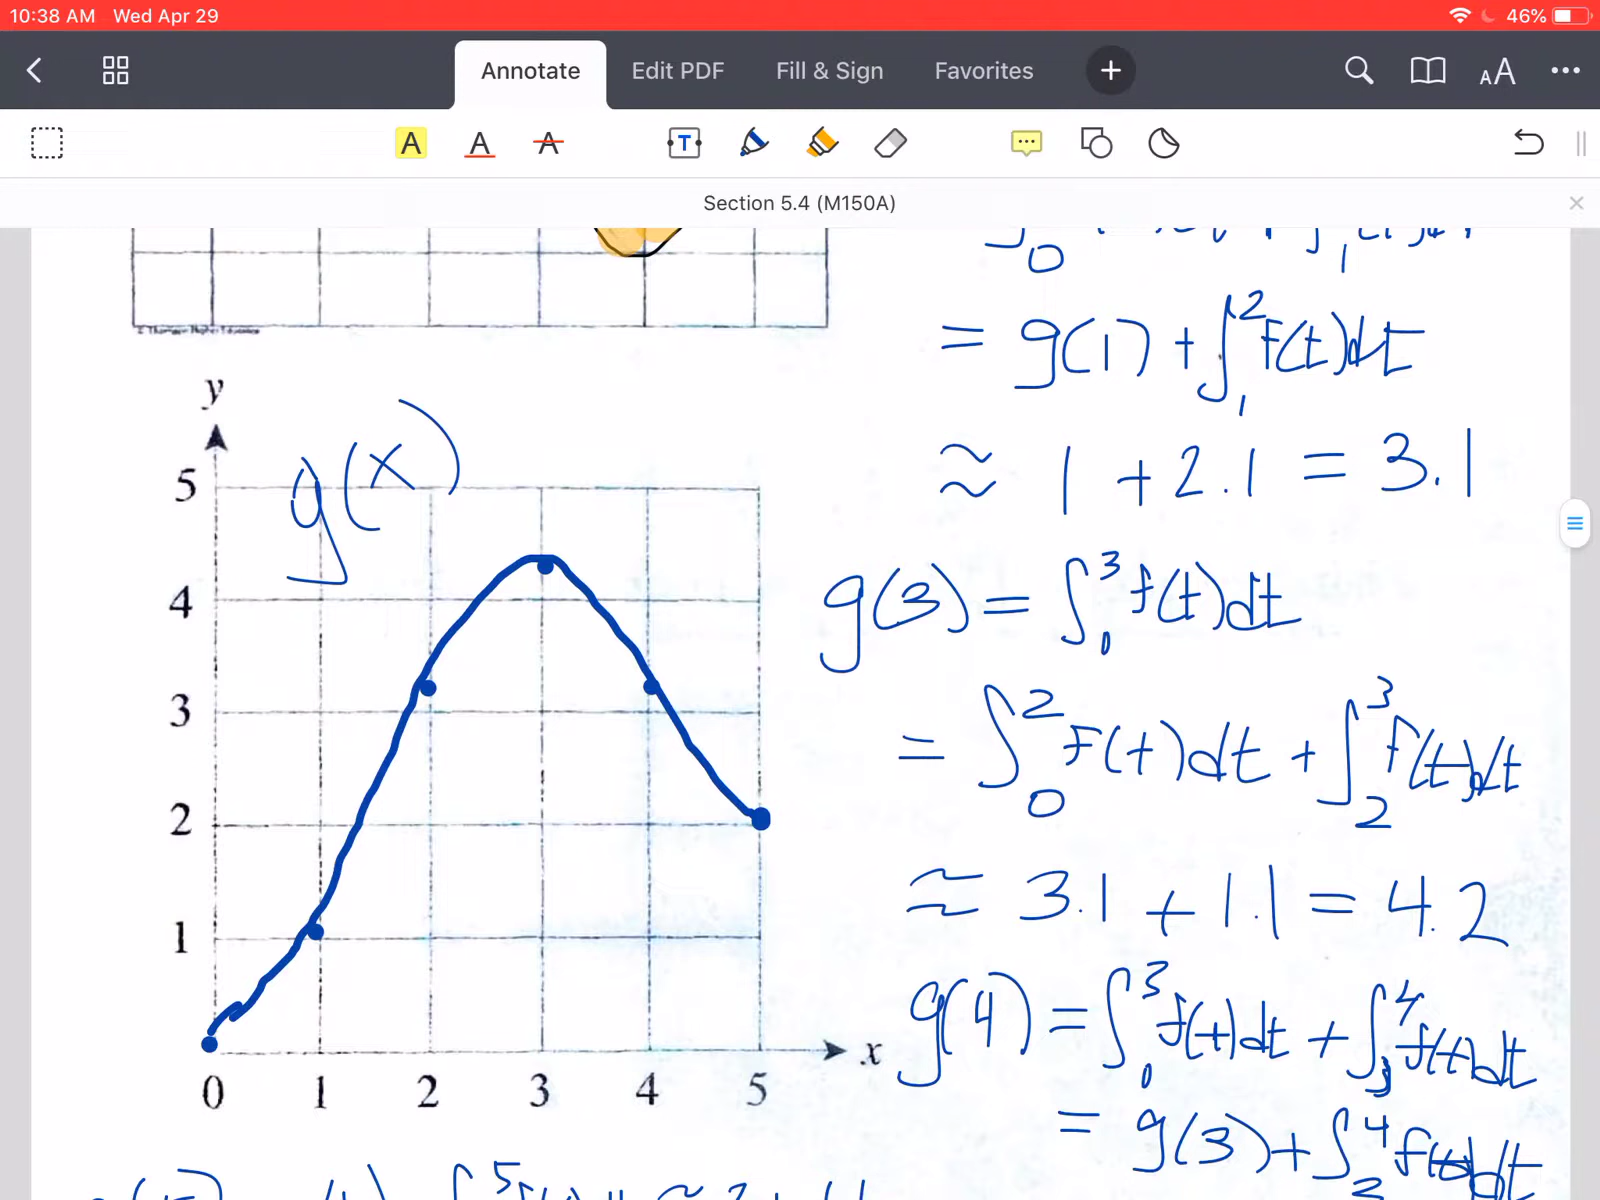 10:38 AM Wed Apr 29 46%
Annotate Edit PDF Fill & Sign Favorites
Section 5.4 (M150A)
= g(1) + ∫₁² f(t)dt
≈ 1 + 2.1 = 3.1
g(3) = ∫₀³ f(t)dt
= ∫₀² f(t)dt + ∫₂³ f(t)dt
≈ 3.1 + 1.1 = 4.2
g(4) = ∫₀³ f(t)dt + ∫₃⁴ f(t)dt
= g(3) + ∫₃⁴ f(t)dt
y
g(x)
5
4
3
2
1
x
0 1 2 3 4 5